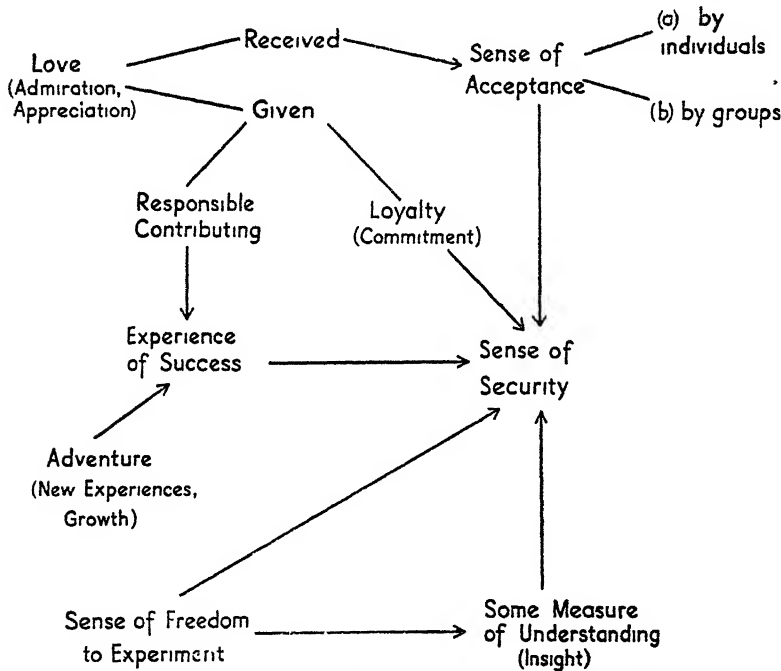 Received
Love
(Admiration,
Appreciation)
Given
Sense of
Acceptance
(a) by
individuals
(b) by groups
Responsible
Contributing
Loyalty
(Commitment)
Experience
of Success
Sense of
Security
Adventure
(New Experiences,
Growth)
Sense of Freedom
to Experiment
Some Measure
of Understanding
(Insight)